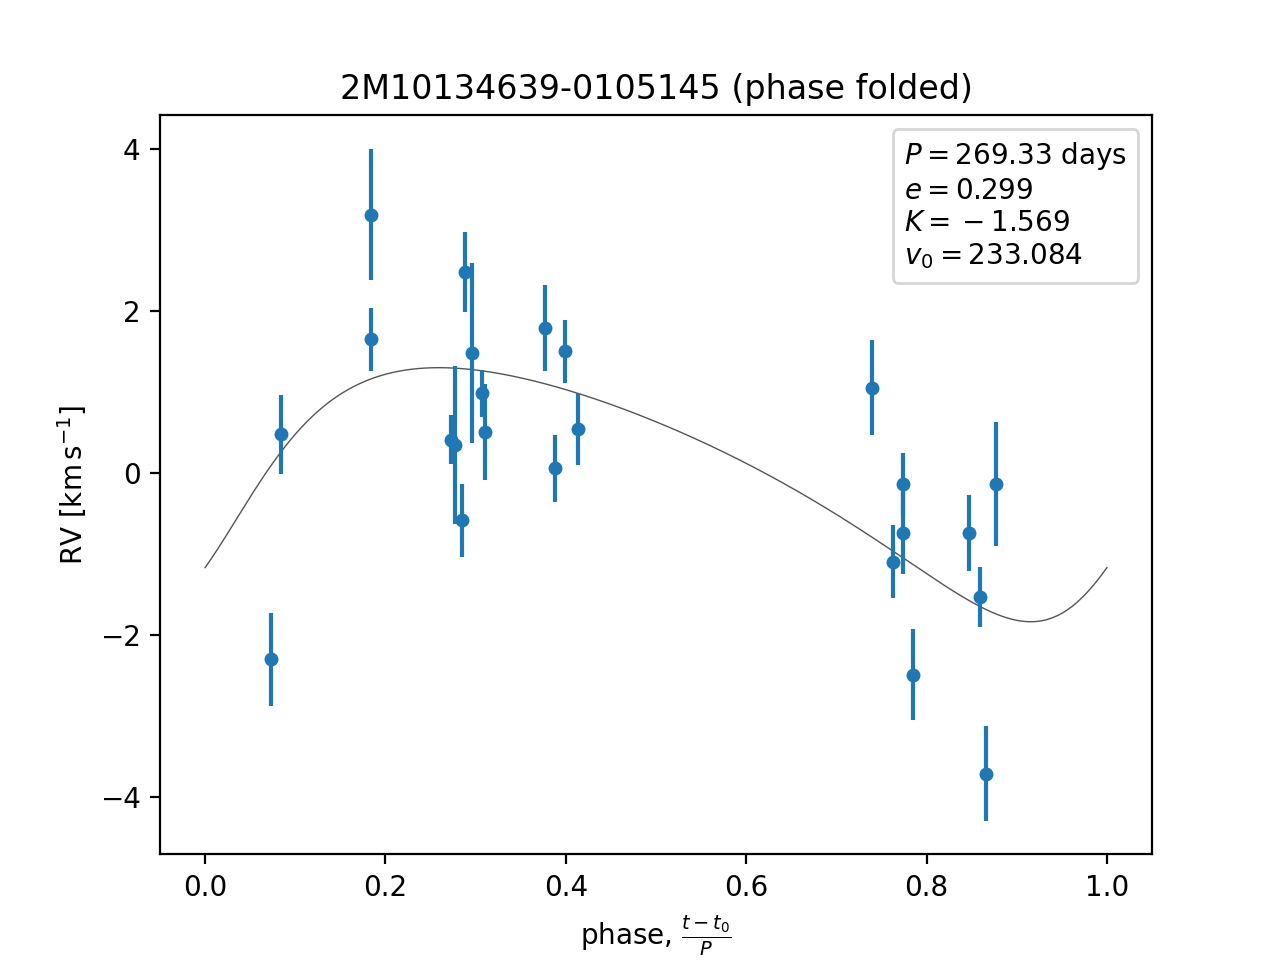 2M10134639-0105145 (phase folded)
P = 269.33 days
e = 0.299
K = −1.569
v₀ = 233.084
4
2
0
−2
−4
RV [km s⁻¹]
0.0 0.2 0.4 0.6 0.8 1.0
phase, (t − t₀)/P